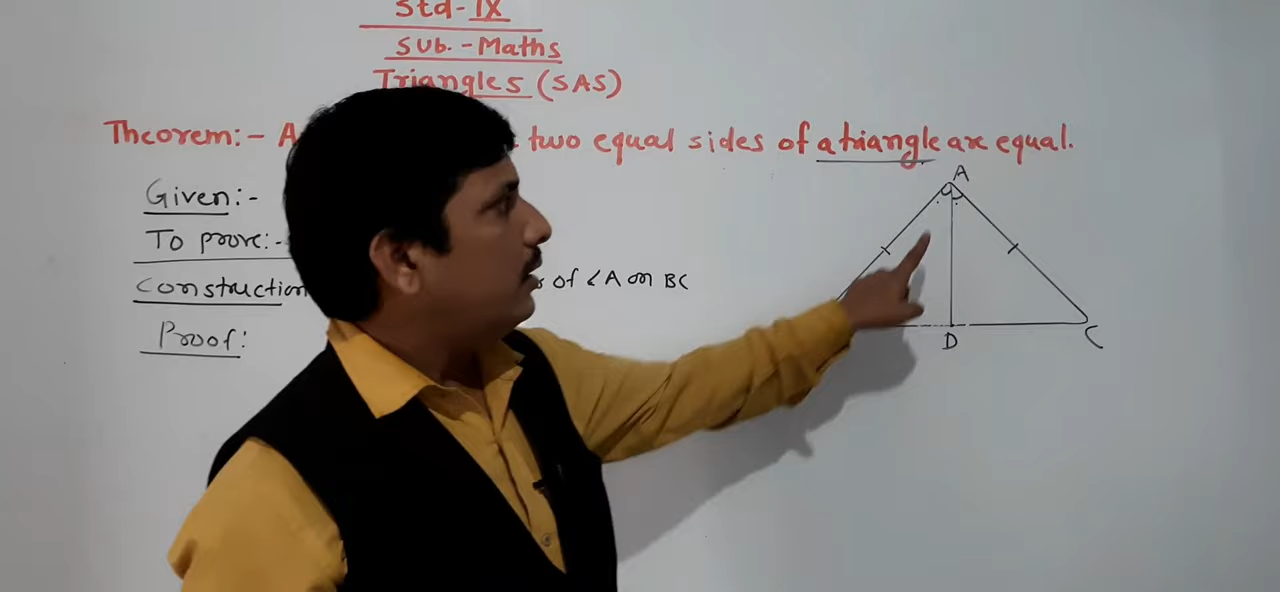 Std-IX
Sub.-Maths
Triangles (SAS)
Theorem:- A two equal sides of a triangle are equal.
Given:-
To prove:-
Construction of ∠A on BC
Proof:
A
D
C